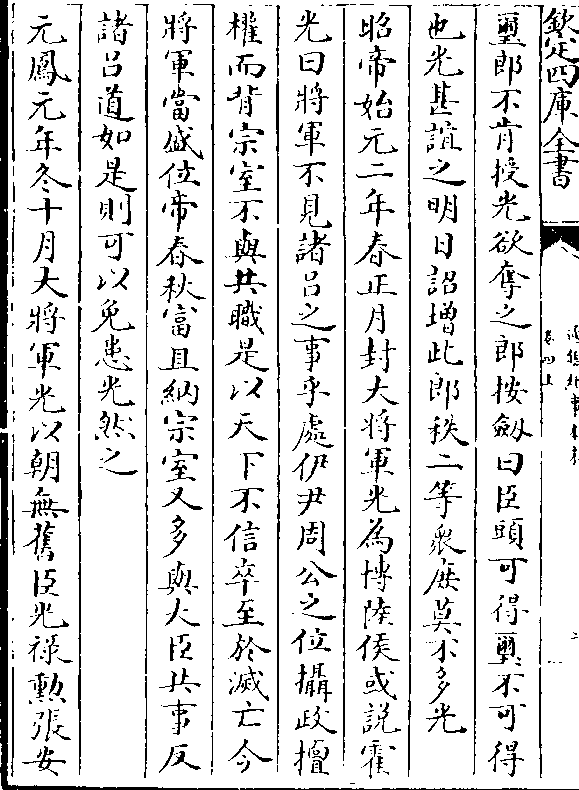 欽定四庫全書
璽郎不肯授光欲奪之郎按劔曰臣頭可得璽不可得
也光甚誼之明日詔増此郎秩二等衆庶莫不多光
昭帝始元二年春正月封大將軍光為博陸侯或說霍
光曰將軍不見諸吕之事乎處伊尹周公之位攝政擅
權而背宗室不與共職是以天下不信卒至於滅亡今
將軍當盛位帝春秋富且納宗室又多與大臣共事反
諸吕道如是則可以免患光然之
元鳳元年冬十月大將軍光以朝無舊臣光祿勲張安